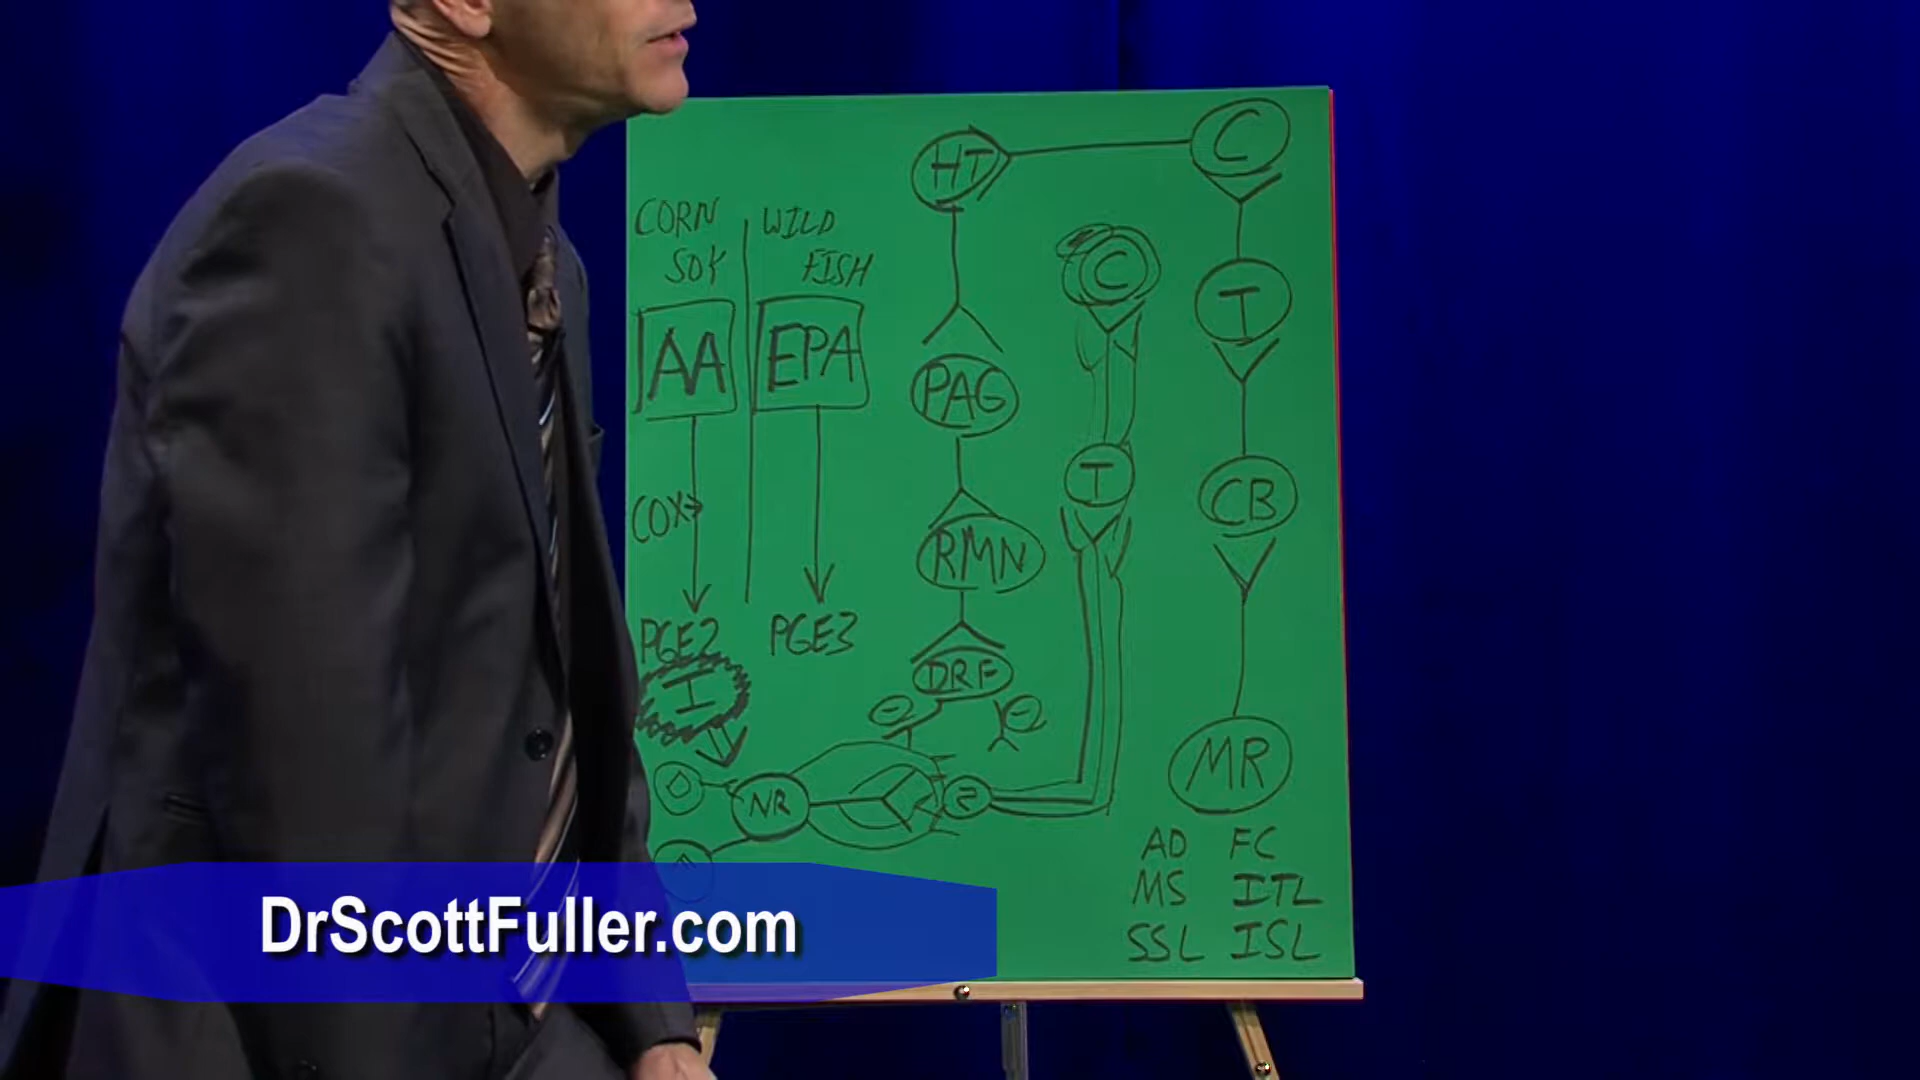 CORN
SOY
WILD
FISH
AA
EPA
COX
PGE2
PGE3
I
NR
2
HT
C
PAG
RMN
DRF
C
T
T
CB
MR
AD FC
MS ITL
SSL ISL
DrScottFuller.com